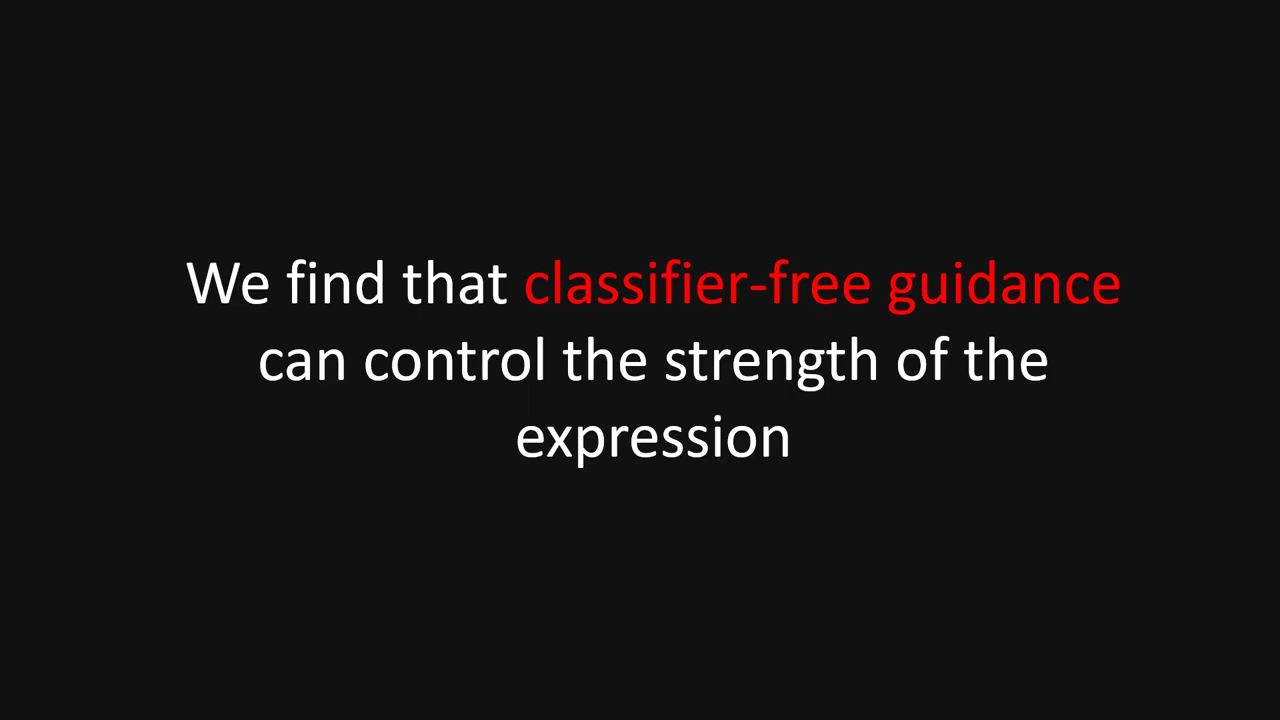 We find that classifier-free guidance
can control the strength of the
expression